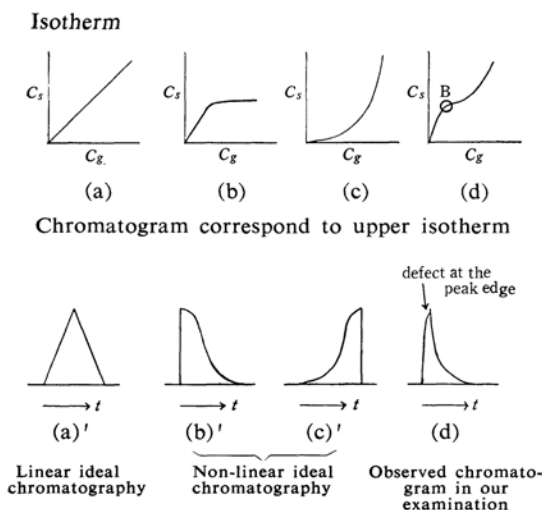 Isotherm
Cs Cg.
Cs Cg
Cs Cg
Cs B Cg
(a) (b) (c) (d)
Chromatogram correspond to upper isotherm
defect at the
peak edge
t t t t
(a)' (b)' (c)' (d)
Linear ideal
chromatography
Non-linear ideal
chromatography
Observed chromato-
gram in our
examination